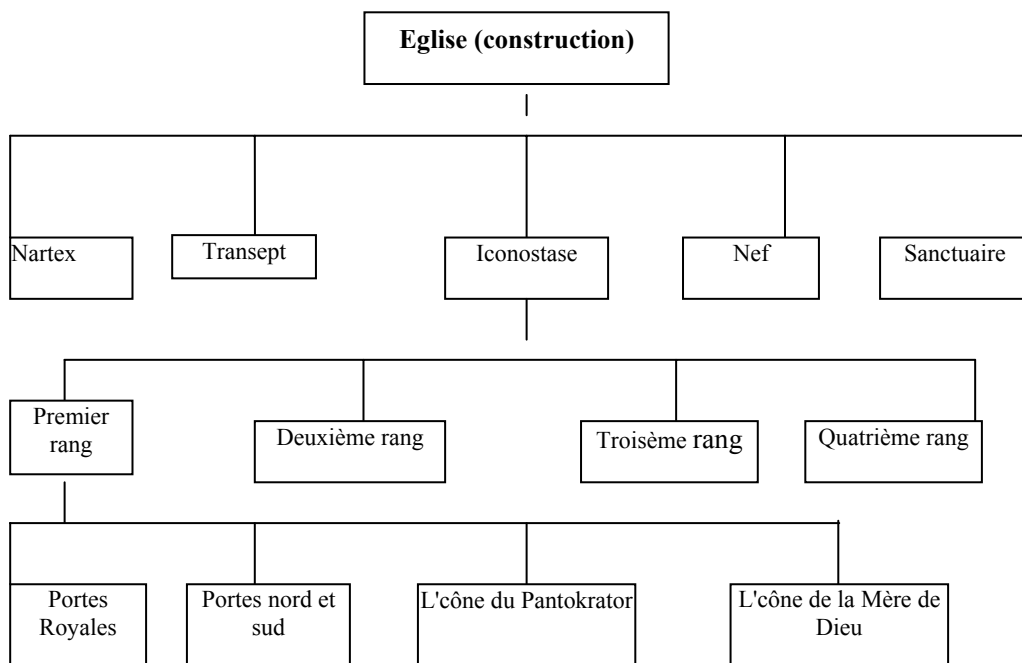 Eglise (construction)
Nartex
Transept
Iconostase
Nef
Sanctuaire
Premier
rang
Deuxième rang
Troisème rang
Quatrième rang
Portes
Royales
Portes nord et
sud
L'cône du Pantokrator
L'cône de la Mère de
Dieu